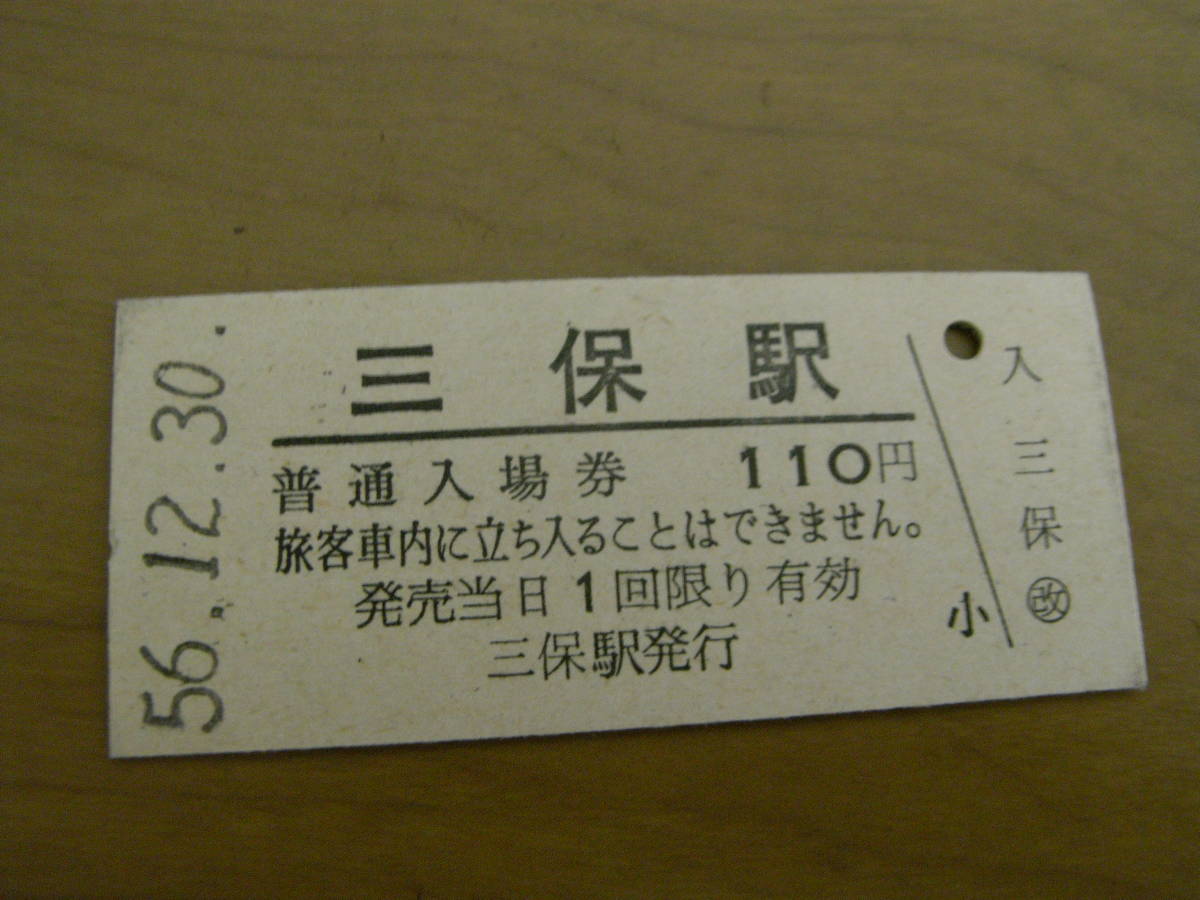 56.12.30.
三保駅
普通入場券 110円
旅客車内に立ち入ることはできません。
発売当日1回限り有効
三保駅発行
小
入
三
保
㊋